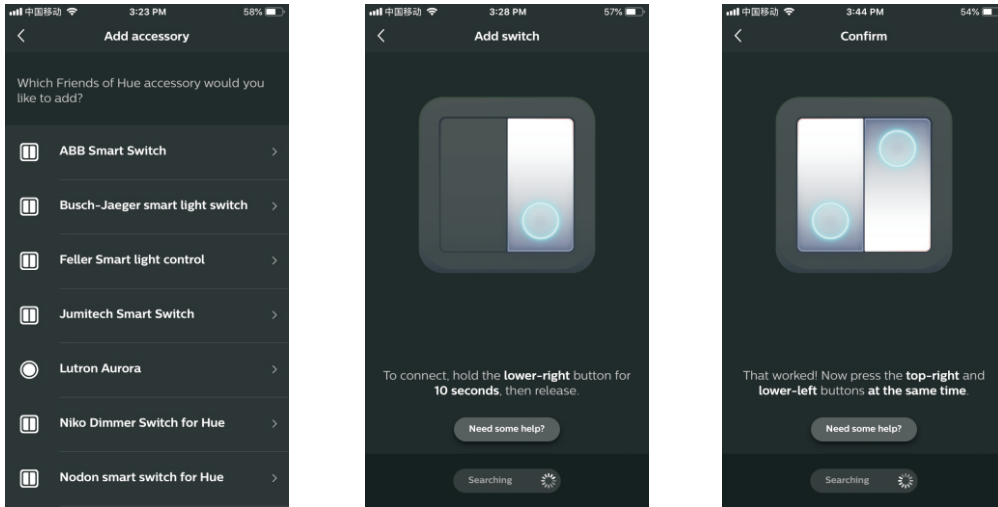 中国移动 3:23 PM 58%
Add accessory
Which Friends of Hue accessory would you
like to add?
ABB Smart Switch
Busch-Jaeger smart light switch
Feller Smart light control
Jumitech Smart Switch
Lutron Aurora
Niko Dimmer Switch for Hue
Nodon smart switch for Hue
中国移动 3:28 PM 57%
Add switch
To connect, hold the lower-right button for
10 seconds, then release.
Need some help?
Searching
中国移动 3:44 PM 54%
Confirm
That worked! Now press the top-right and
lower-left buttons at the same time.
Need some help?
Searching